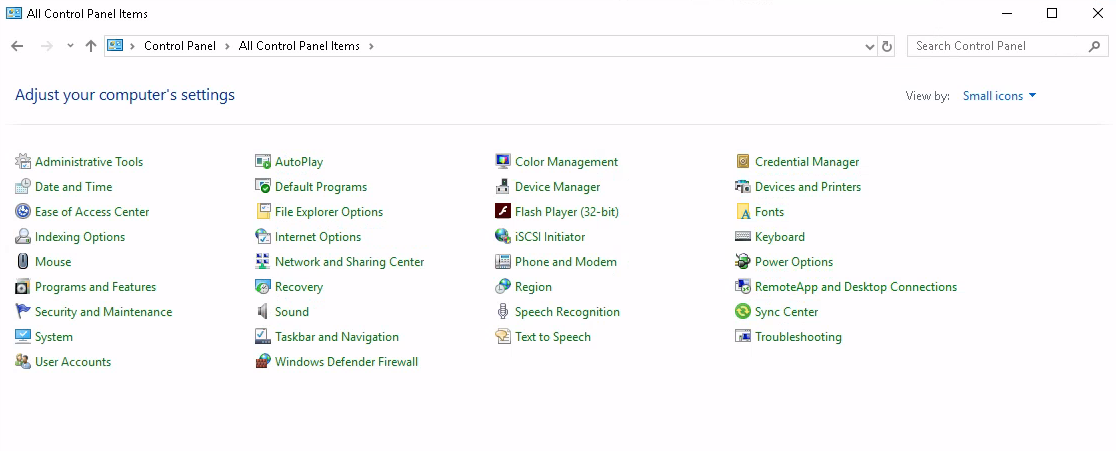 All Control Panel Items
Control Panel All Control Panel Items Search Control Panel
Adjust your computer's settings View by: Small icons
Administrative Tools AutoPlay Color Management Credential Manager
Date and Time Default Programs Device Manager Devices and Printers
Ease of Access Center File Explorer Options Flash Player (32-bit) Fonts
Indexing Options Internet Options iSCSI Initiator Keyboard
Mouse Network and Sharing Center Phone and Modem Power Options
Programs and Features Recovery Region RemoteApp and Desktop Connections
Security and Maintenance Sound Speech Recognition Sync Center
System Taskbar and Navigation Text to Speech Troubleshooting
User Accounts Windows Defender Firewall